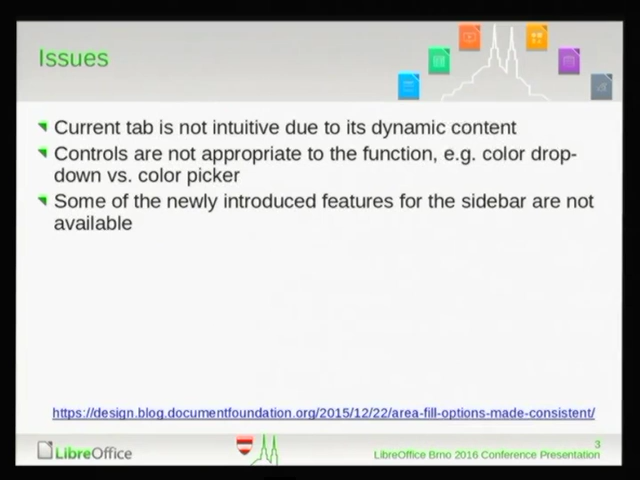 Issues
Current tab is not intuitive due to its dynamic content
Controls are not appropriate to the function, e.g. color drop-
down vs. color picker
Some of the newly introduced features for the sidebar are not
available
https://design.blog.documentfoundation.org/2015/12/22/area-fill-options-made-consistent/
LibreOffice
3
LibreOffice Brno 2016 Conference Presentation